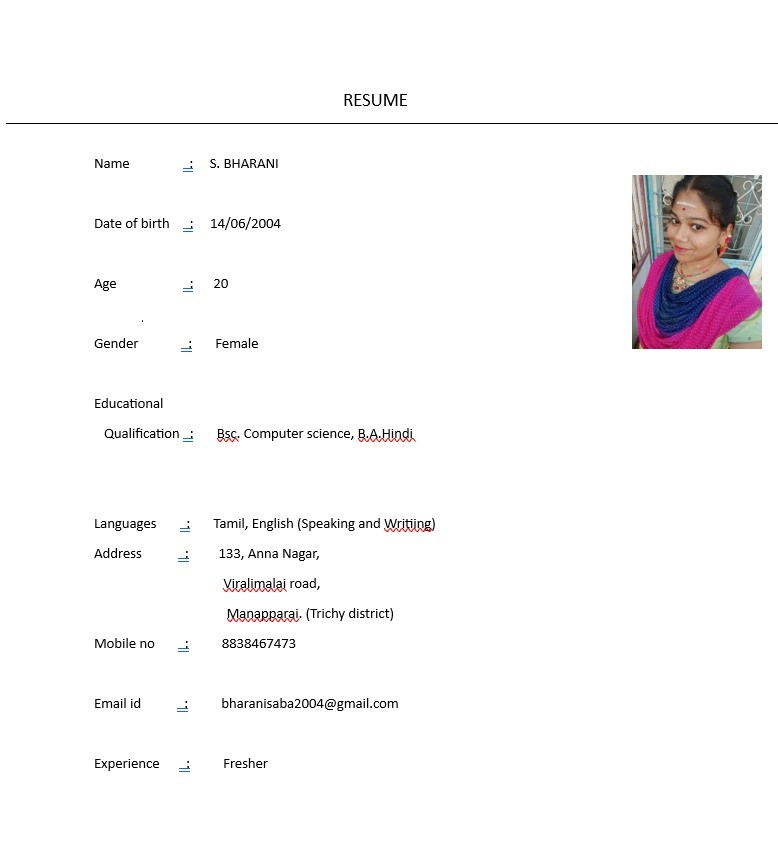 RESUME
Name : S. BHARANI
Date of birth : 14/06/2004
Age : 20
Gender : Female
Educational
Qualification : Bsc. Computer science, B.A.Hindi
Languages : Tamil, English (Speaking and Writiing)
Address : 133, Anna Nagar,
Viralimalai road,
Manapparai. (Trichy district)
Mobile no : 8838467473
Email id : bharanisaba2004@gmail.com
Experience : Fresher